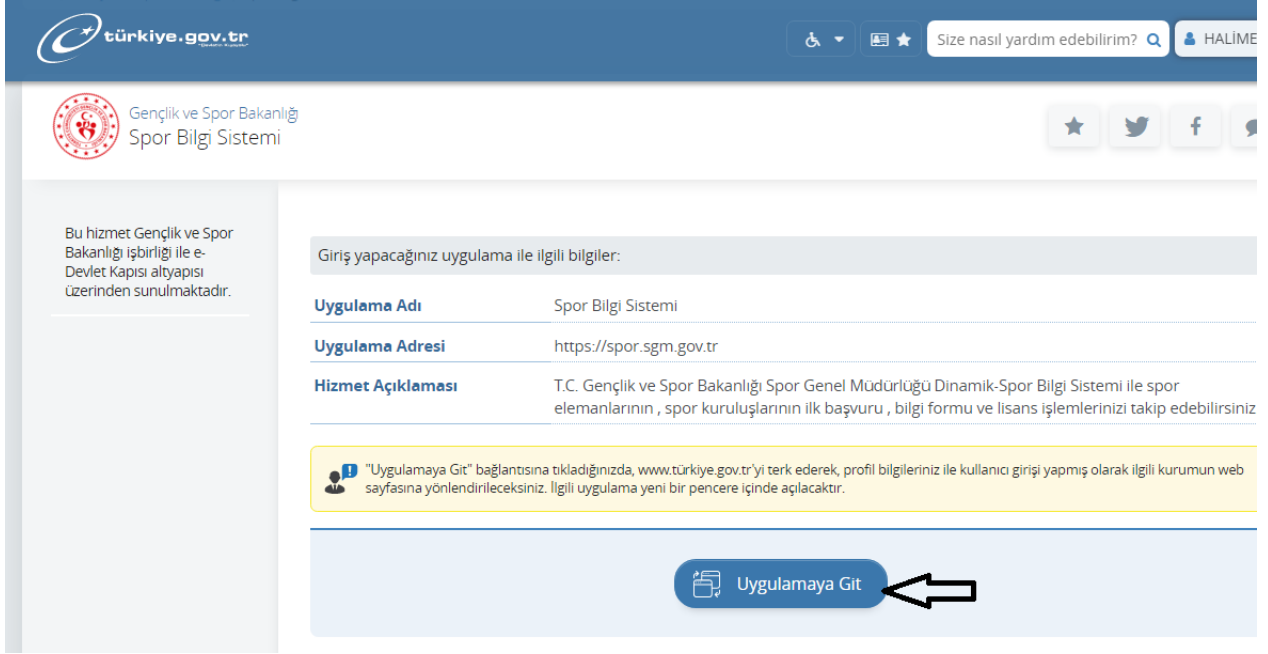 türkiye.gov.tr
Size nasıl yardım edebilirim?
HALİME
Gençlik ve Spor Bakanlığı
Spor Bilgi Sistemi
Bu hizmet Gençlik ve Spor
Bakanlığı işbirliği ile e-
Devlet Kapısı altyapısı
üzerinden sunulmaktadır.
Giriş yapacağınız uygulama ile ilgili bilgiler:
Uygulama Adı Spor Bilgi Sistemi
Uygulama Adresi https://spor.sgm.gov.tr
Hizmet Açıklaması T.C. Gençlik ve Spor Bakanlığı Spor Genel Müdürlüğü Dinamik-Spor Bilgi Sistemi ile spor
elemanlarının , spor kuruluşlarının ilk başvuru , bilgi formu ve lisans işlemlerinizi takip edebilirsiniz
"Uygulamaya Git" bağlantısına tıkladığınızda, www.türkiye.gov.tr'yi terk ederek, profil bilgileriniz ile kullanıcı girişi yapmış olarak ilgili kurumun web
sayfasına yönlendirileceksiniz. İlgili uygulama yeni bir pencere içinde açılacaktır.
Uygulamaya Git